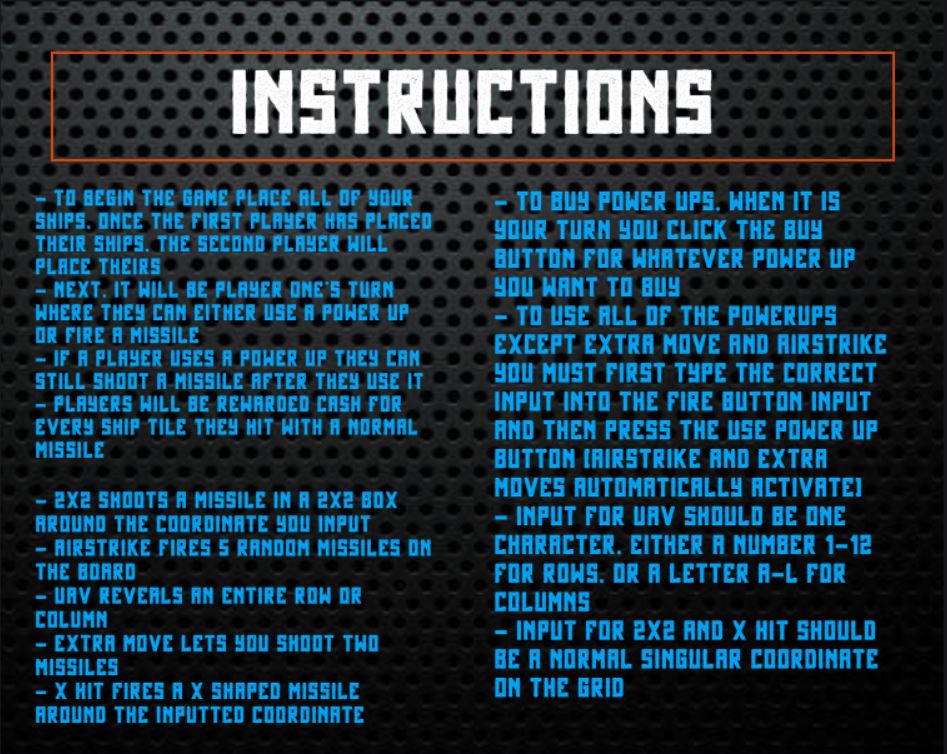 INSTRUCTIONS
- TO BEGIN THE GAME PLACE ALL OF YOUR
SHIPS. ONCE THE FIRST PLAYER HAS PLACED
THEIR SHIPS. THE SECOND PLAYER WILL
PLACE THEIRS
- NEXT. IT WILL BE PLAYER ONE'S TURN
WHERE THEY CAN EITHER USE A POWER UP
OR FIRE A MISSILE
- IF A PLAYER USES A POWER UP THEY CAN
STILL SHOOT A MISSILE AFTER THEY USE IT
- PLAYERS WILL BE REWARDED CASH FOR
EVERY SHIP TILE THEY HIT WITH A NORMAL
MISSILE
- 2X2 SHOOTS A MISSILE IN A 2X2 BOX
AROUND THE COORDINATE YOU INPUT
- AIRSTRIKE FIRES 5 RANDOM MISSILES ON
THE BOARD
- UAV REVEALS AN ENTIRE ROW OR
COLUMN
- EXTRA MOVE LETS YOU SHOOT TWO
MISSILES
- X HIT FIRES A X SHAPED MISSILE
AROUND THE INPUTTED COORDINATE
- TO BUY POWER UPS. WHEN IT IS
YOUR TURN YOU CLICK THE BUY
BUTTON FOR WHATEVER POWER UP
YOU WANT TO BUY
- TO USE ALL OF THE POWERUPS
EXCEPT EXTRA MOVE AND AIRSTRIKE
YOU MUST FIRST TYPE THE CORRECT
INPUT INTO THE FIRE BUTTON INPUT
AND THEN PRESS THE USE POWER UP
BUTTON (AIRSTRIKE AND EXTRA
MOVES AUTOMATICALLY ACTIVATE)
- INPUT FOR UAV SHOULD BE ONE
CHARACTER. EITHER A NUMBER 1-12
FOR ROWS. OR A LETTER A-L FOR
COLUMNS
- INPUT FOR 2X2 AND X HIT SHOULD
BE A NORMAL SINGULAR COORDINATE
ON THE GRID